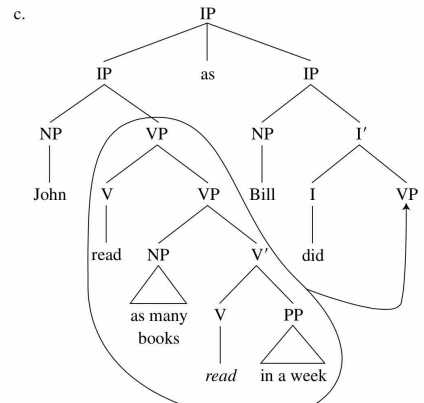 c.
IP
IP as IP
NP VP NP I′
John V VP Bill I VP
read NP V′ did
as many V PP
books
read in a week